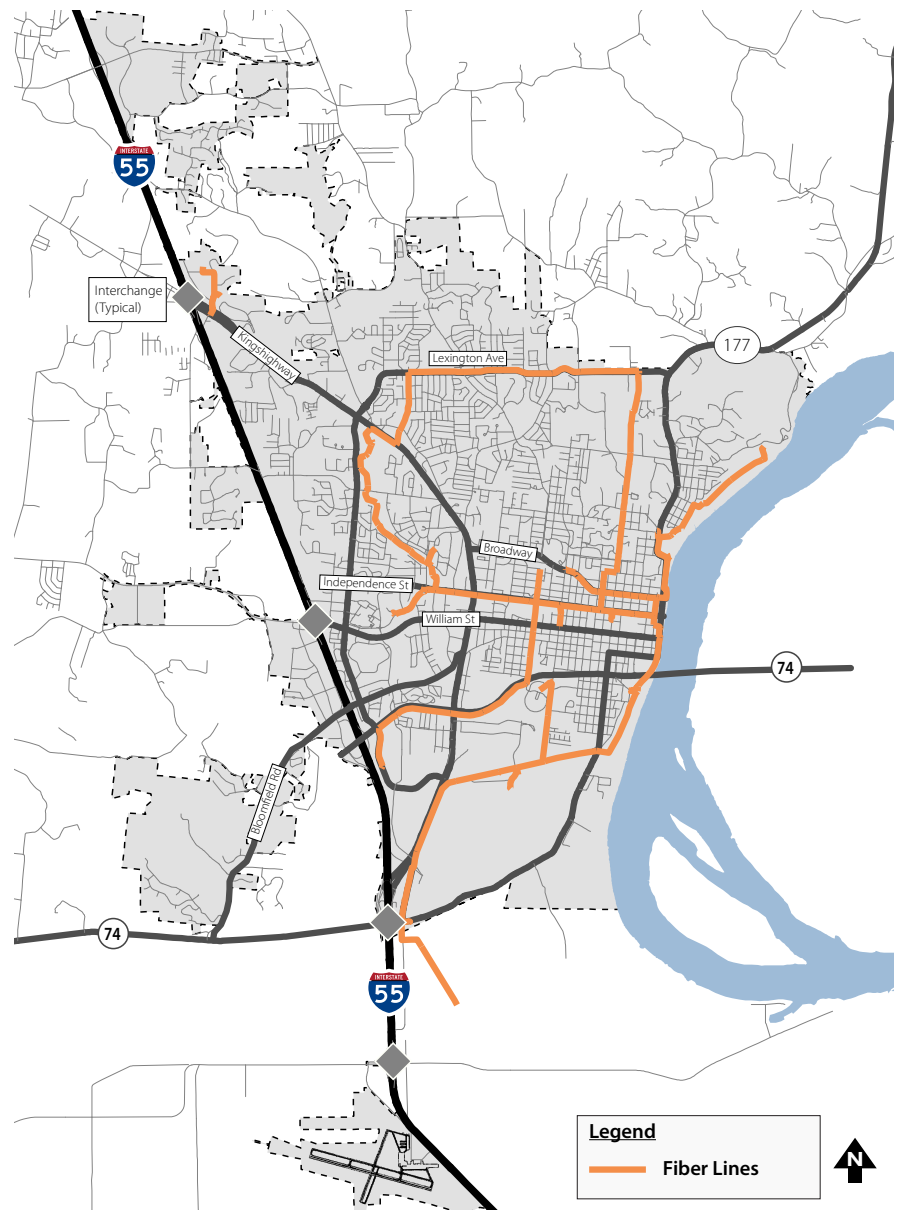 INTERSTATE
55
Interchange
(Typical)
Kingshighway
Lexington Ave
177
Broadway
Independence St
William St
74
Bloomfield Rd
74
INTERSTATE
55
Legend
Fiber Lines
N